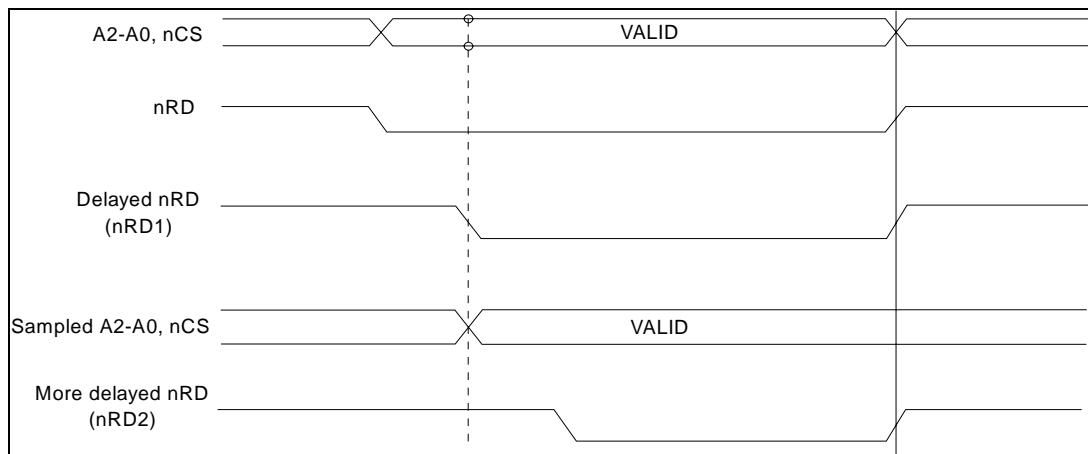 A2-A0, nCS
VALID
nRD
Delayed nRD
(nRD1)
Sampled A2-A0, nCS
VALID
More delayed nRD
(nRD2)